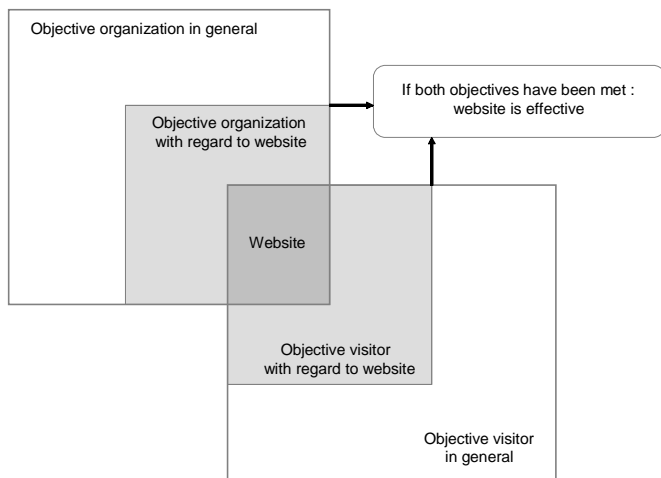 Objective organization in general
If both objectives have been met :
website is effective
Objective organization
with regard to website
Website
Objective visitor
with regard to website
Objective visitor
in general